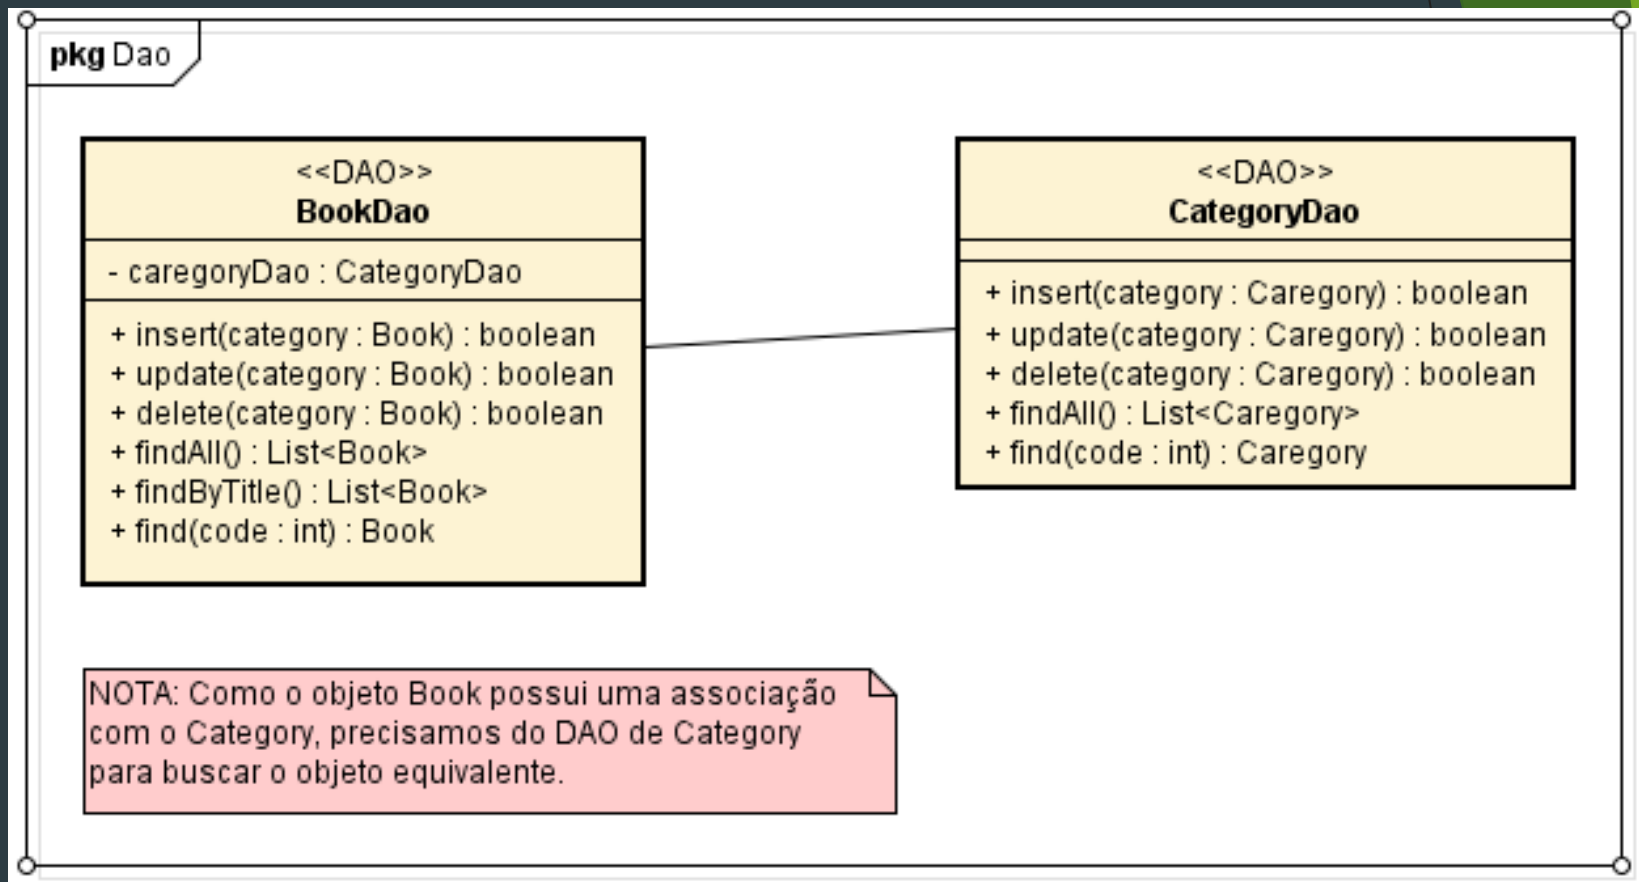 pkg Dao
<<DAO>>
BookDao
- caregoryDao : CategoryDao
+ insert(category : Book) : boolean
+ update(category : Book) : boolean
+ delete(category : Book) : boolean
+ findAll() : List<Book>
+ findByTitle() : List<Book>
+ find(code : int) : Book
<<DAO>>
CategoryDao
+ insert(category : Caregory) : boolean
+ update(category : Caregory) : boolean
+ delete(category : Caregory) : boolean
+ findAll() : List<Caregory>
+ find(code : int) : Caregory
NOTA: Como o objeto Book possui uma associação
com o Category, precisamos do DAO de Category
para buscar o objeto equivalente.